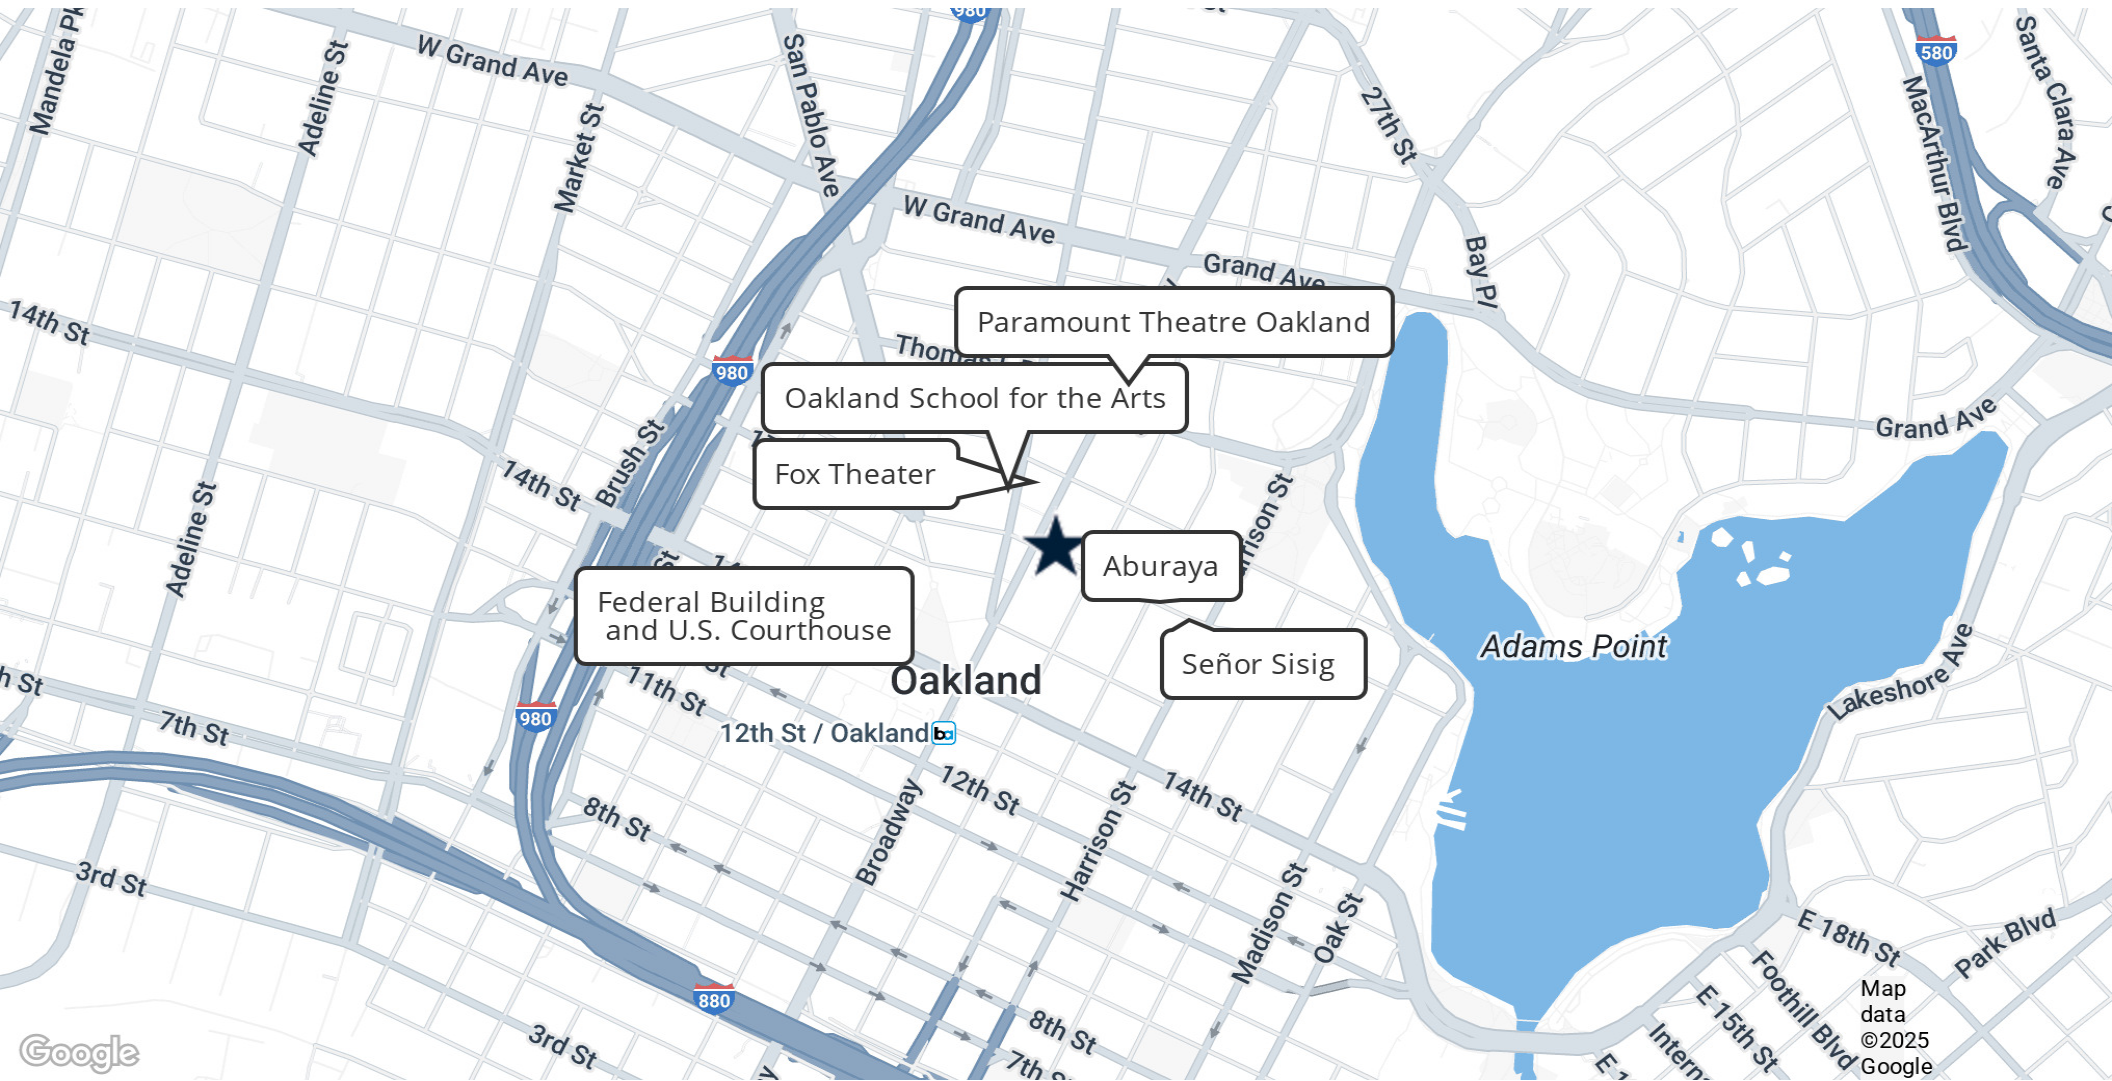 980
580
W Grand Ave
Mandela Pk
Adeline St
San Pablo Ave
Santa Clara Ave
27th St
MacArthur Blvd
Market St
W Grand Ave
Bay Pl
Grand Ave
14th St
Paramount Theatre Oakland
Thomas
980
Oakland School for the Arts
Grand Ave
Brush St
14th St
Fox Theater
Adeline St
Aburaya
Federal Building
and U.S. Courthouse
Señor Sisig
Adams Point
Oakland
St
7th St
11th St
980
12th St / Oakland
ba
Lakeshore Ave
12th St
14th St
8th St
Broadway
Harrison St
3rd St
Madison St
Oak St
E 18th St
Park Blvd
880
Foothill Blvd
E 15th St
8th St
3rd St
7th St
Google
Map
data
©2025
Google